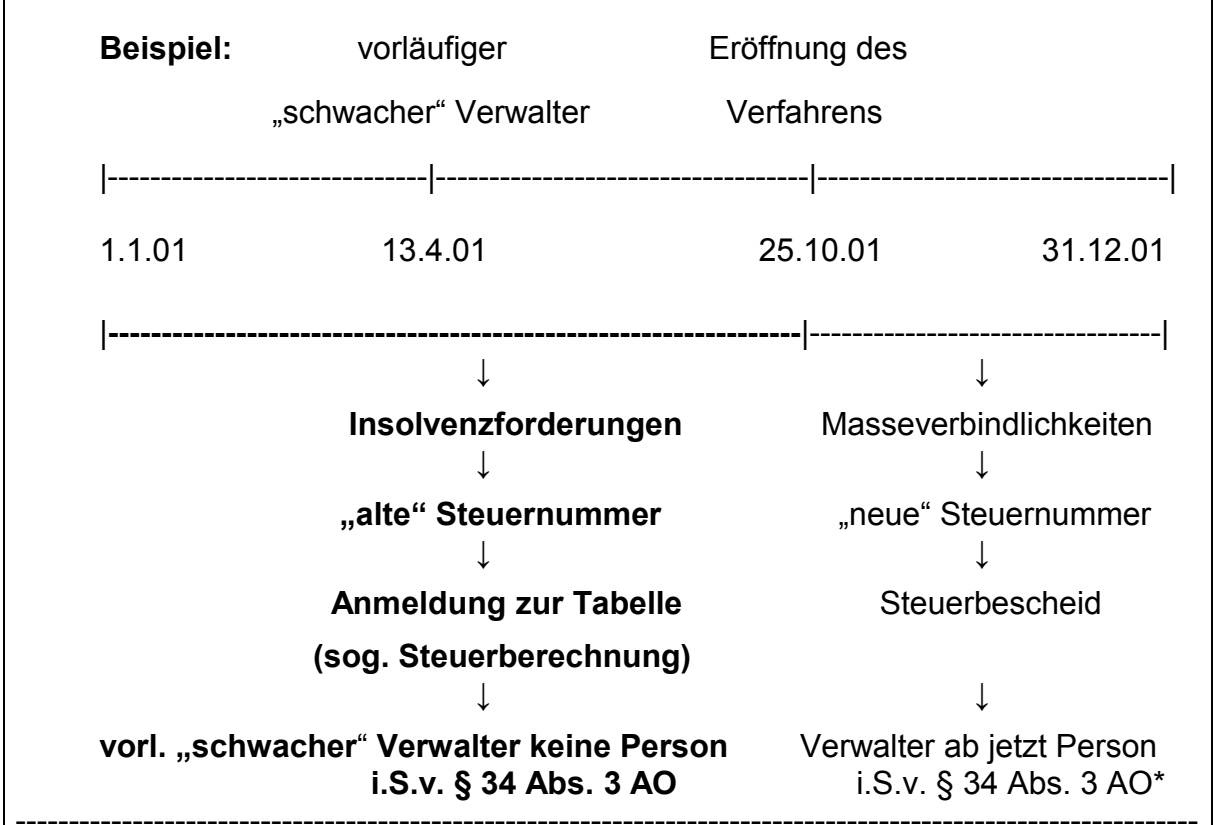 Beispiel: vorläufiger Eröffnung des
„schwacher“ Verwalter Verfahrens
|------------------------------|-----------------------------------|---------------------------------|
1.1.01 13.4.01 25.10.01 31.12.01
|-----------------------------------------------------------------|---------------------------------|
↓ ↓
Insolvenzforderungen Masseverbindlichkeiten
↓ ↓
„alte“ Steuernummer „neue“ Steuernummer
↓ ↓
Anmeldung zur Tabelle Steuerbescheid
(sog. Steuerberechnung)
↓ ↓
vorl. „schwacher“ Verwalter keine Person Verwalter ab jetzt Person
i.S.v. § 34 Abs. 3 AO i.S.v. § 34 Abs. 3 AO*